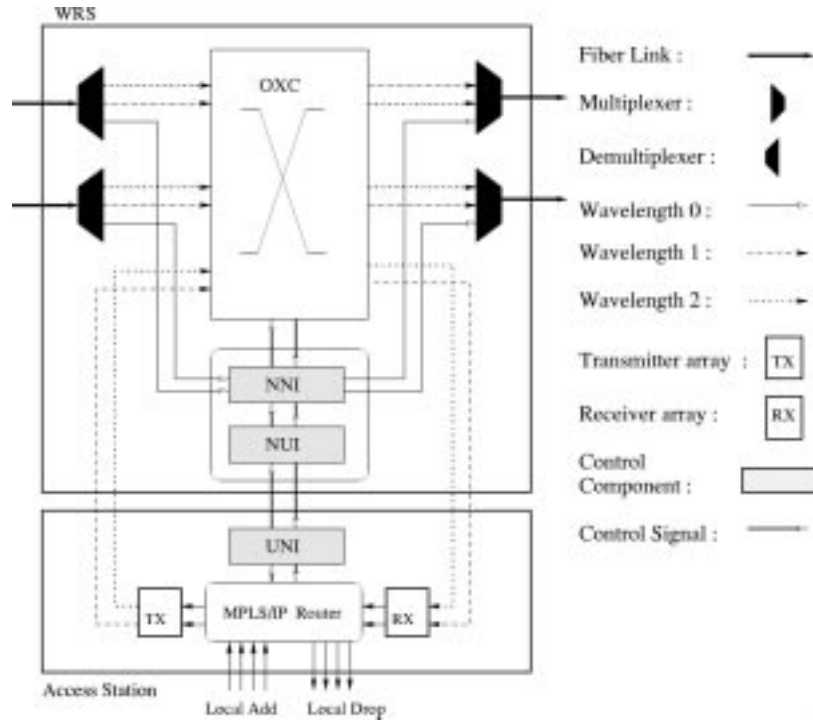 WRS
OXC
NNI
NUI
UNI
TX
MPLS/IP Router
RX
Access Station
Local Add
Local Drop
Fiber Link :
Multiplexer :
Demultiplexer :
Wavelength 0 :
Wavelength 1 :
Wavelength 2 :
Transmitter array :
TX
Receiver array :
RX
Control
Component :
Control Signal :